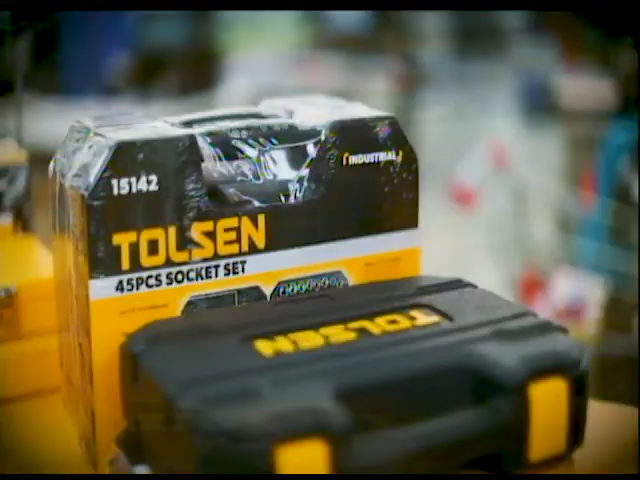 15142
INDUSTRIAL
TOLSEN
45PCS SOCKET SET
TOLSEN